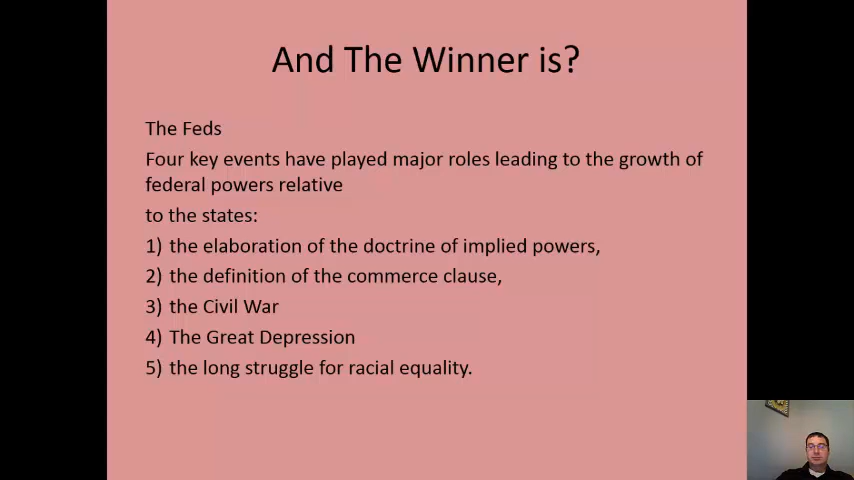 And The Winner is?
The Feds
Four key events have played major roles leading to the growth of
federal powers relative
to the states:
1) the elaboration of the doctrine of implied powers,
2) the definition of the commerce clause,
3) the Civil War
4) The Great Depression
5) the long struggle for racial equality.